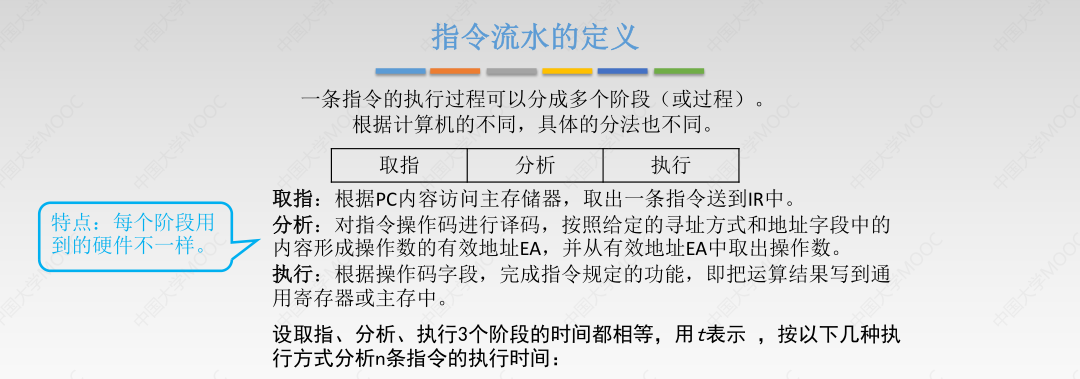 指令流水的定义
一条指令的执行过程可以分成多个阶段（或过程）。
根据计算机的不同，具体的分法也不同。
取指 分析 执行
取指：根据PC内容访问主存储器，取出一条指令送到IR中。
分析：对指令操作码进行译码，按照给定的寻址方式和地址字段中的
内容形成操作数的有效地址EA，并从有效地址EA中取出操作数。
执行：根据操作码字段，完成指令规定的功能，即把运算结果写到通
用寄存器或主存中。
特点：每个阶段用
到的硬件不一样。
设取指、分析、执行3个阶段的时间都相等，用t表示 ，按以下几种执
行方式分析n条指令的执行时间：
中国大学MOOC